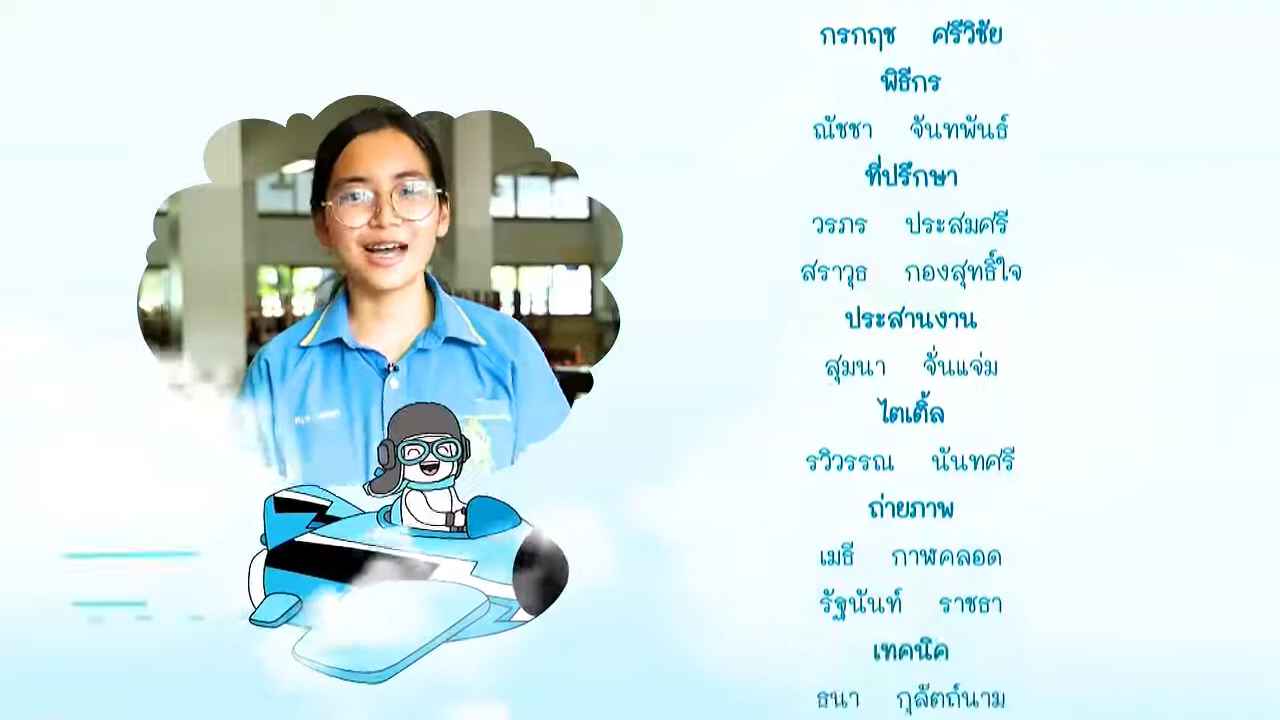 กรกฤช ศรีวิชัย
พิธีกร
ณัชชา จันทพันธ์
ที่ปรึกษา
วรภร ประสมศรี
สราวุธ กองสุทธิ์ใจ
ประสานงาน
สุมนา จั่นแจ่ม
ไตเติ้ล
รวิวรรณ นันทศรี
ถ่ายภาพ
เมธี กาฬคลอด
รัฐนันท์ ราชธา
เทคนิค
ธนา กุลัตถ์นาม